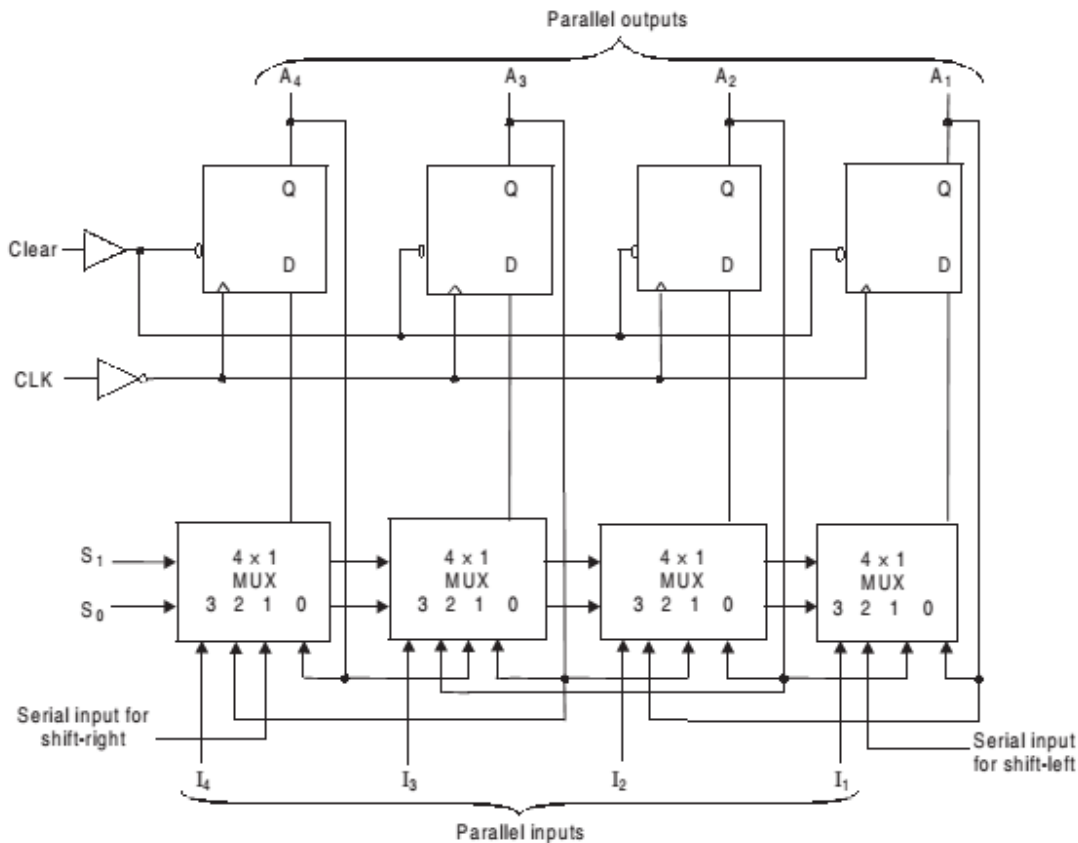 Parallel outputs
A4 A3 A2 A1
Q Q Q Q
Clear
D D D D
CLK
S1 4 × 1 4 × 1 4 × 1 4 × 1
MUX MUX MUX MUX
S0 3 2 1 0 3 2 1 0 3 2 1 0 3 2 1 0
Serial input for
shift-right
Serial input
for shift-left
I4 I3 I2 I1
Parallel inputs